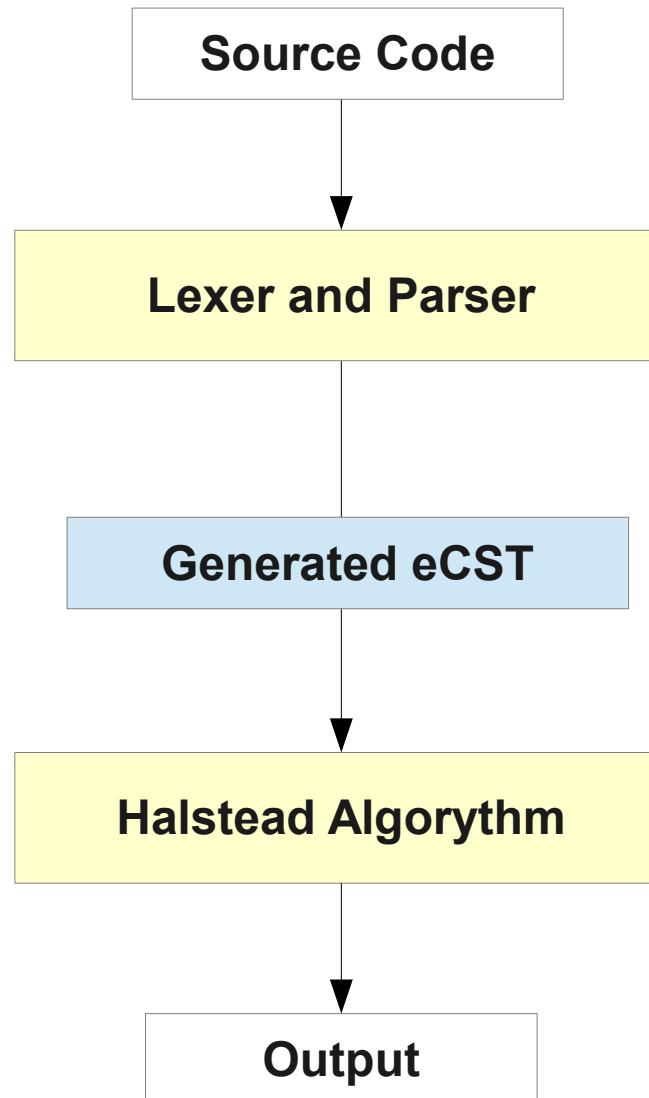 Source Code
Lexer and Parser
Generated eCST
Halstead Algorythm
Output